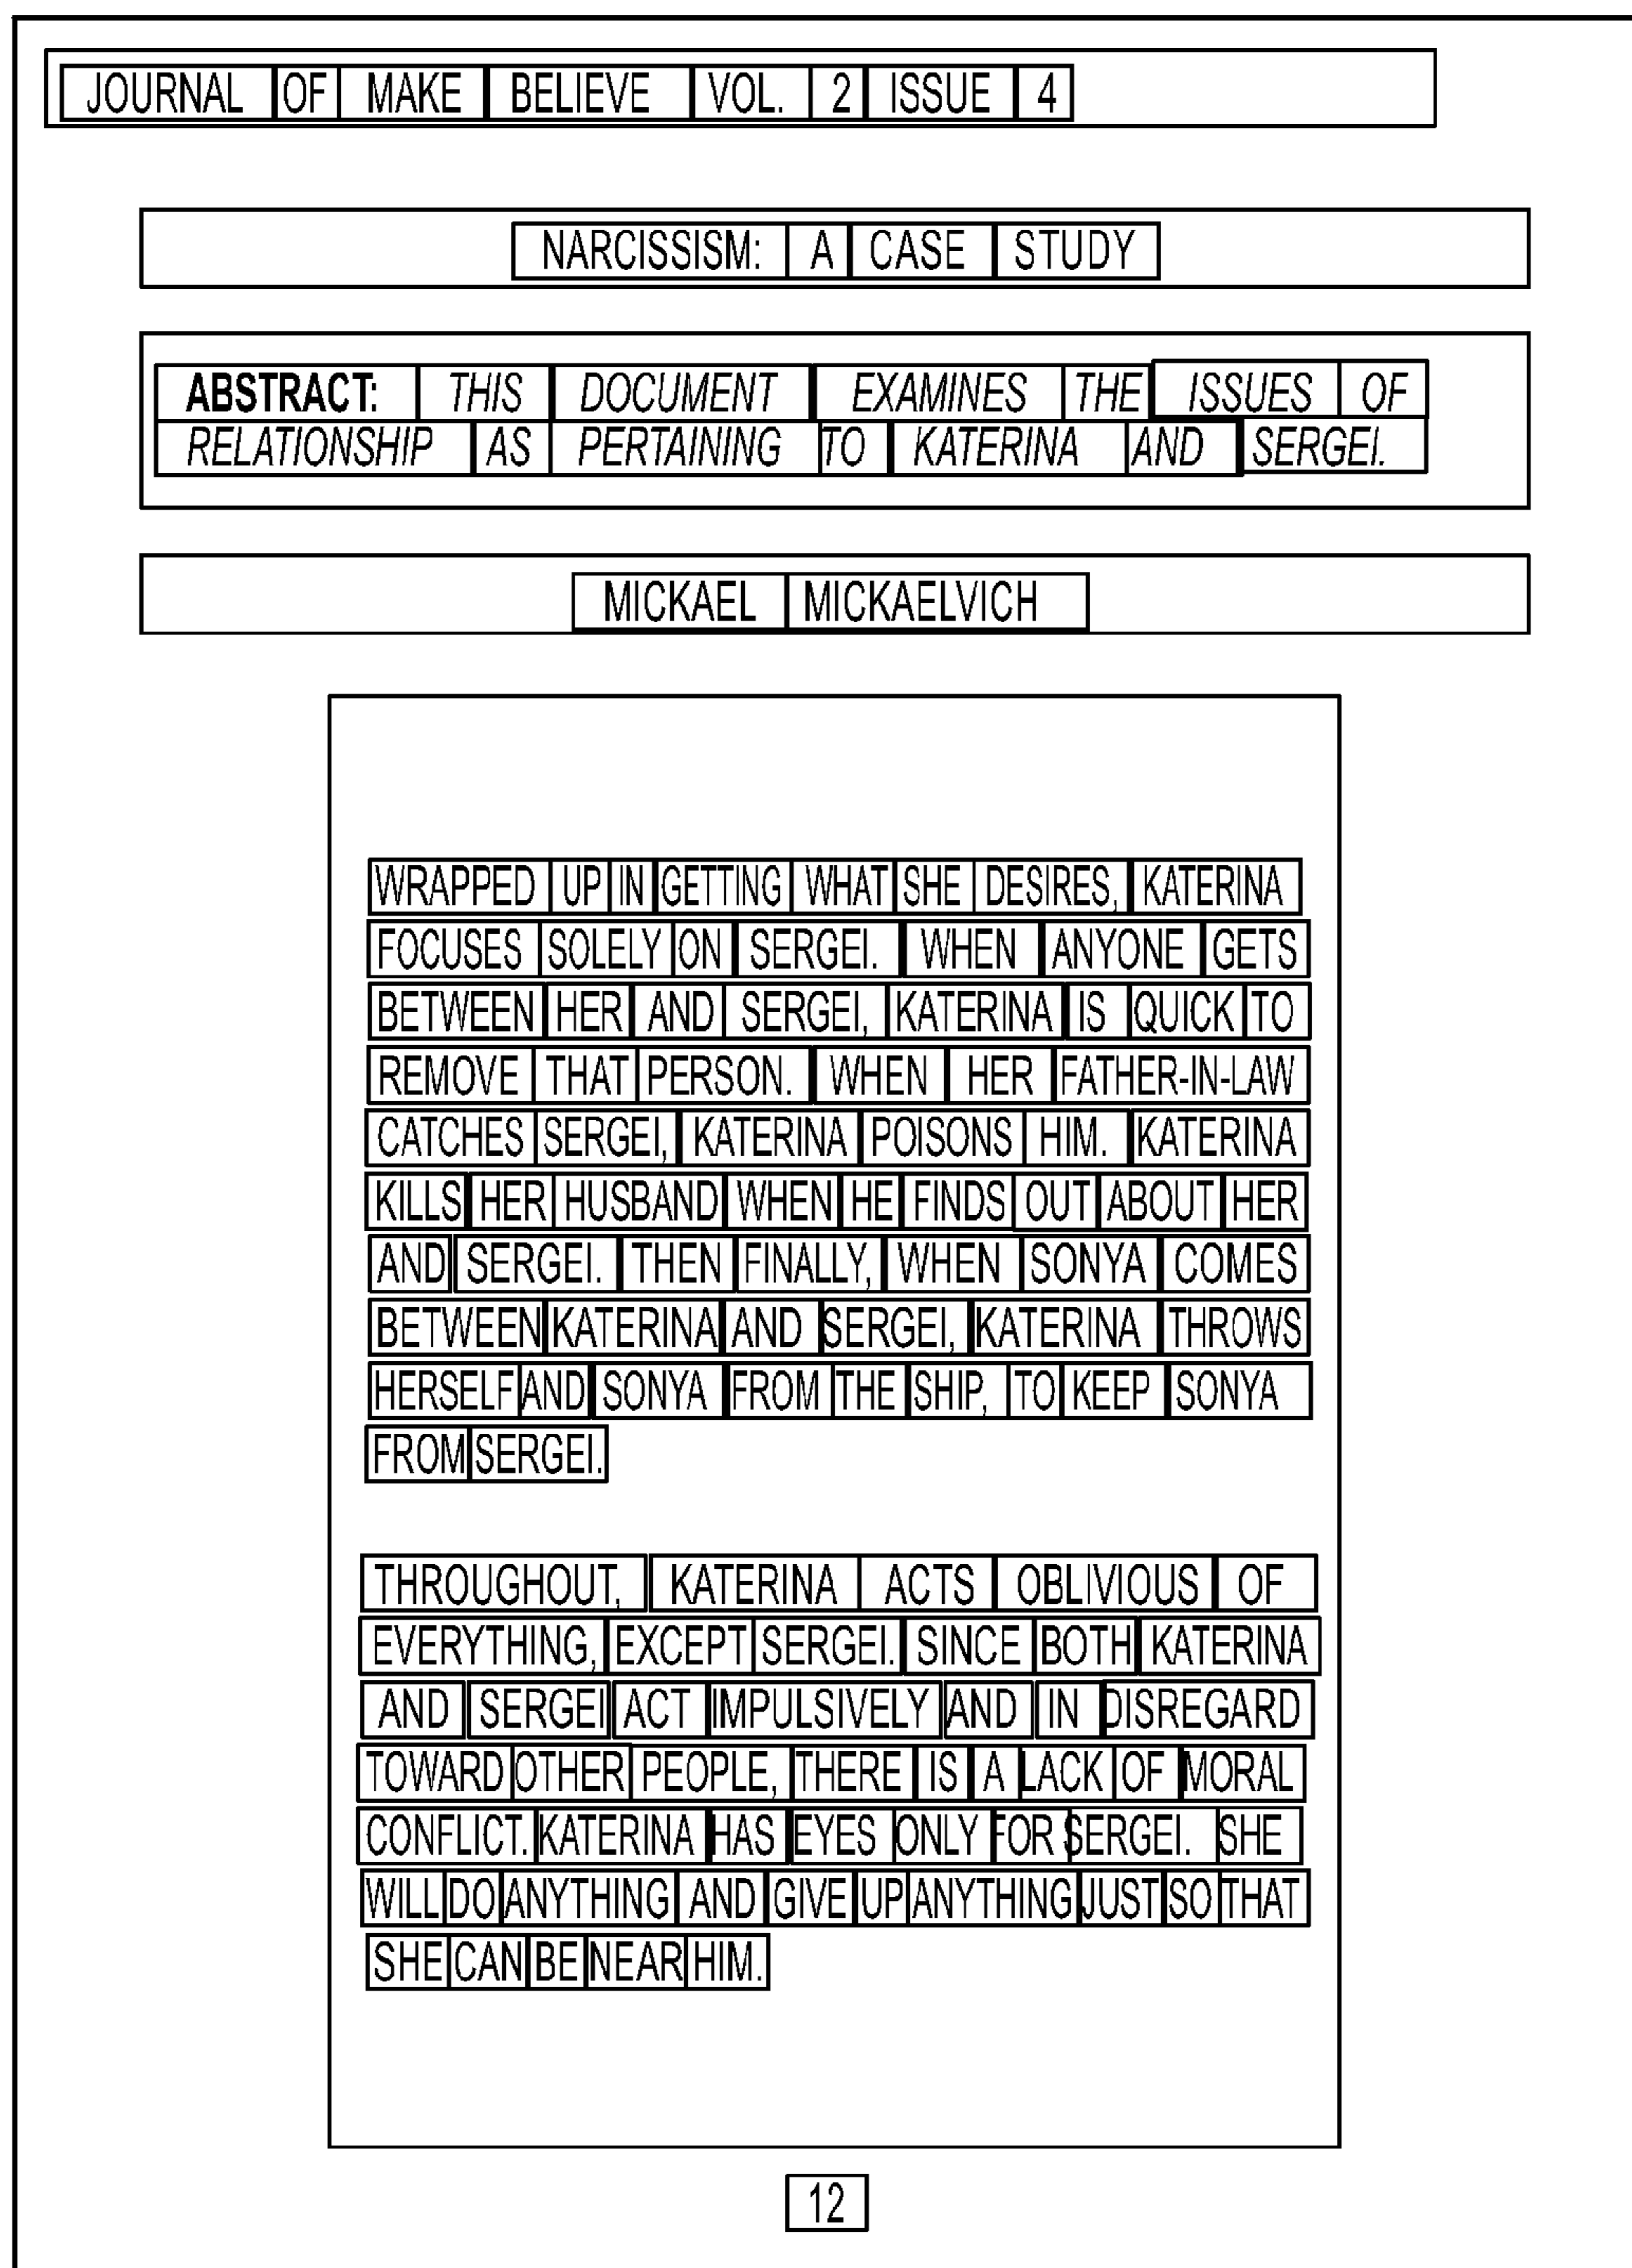 JOURNAL OF MAKE BELIEVE VOL. 2 ISSUE 4
NARCISSISM: A CASE STUDY
ABSTRACT: THIS DOCUMENT EXAMINES THE ISSUES OF
RELATIONSHIP AS PERTAINING TO KATERINA AND SERGEI.
MICKAEL MICKAELVICH
WRAPPED UP IN GETTING WHAT SHE DESIRES, KATERINA
FOCUSES SOLELY ON SERGEI. WHEN ANYONE GETS
BETWEEN HER AND SERGEI, KATERINA IS QUICK TO
REMOVE THAT PERSON. WHEN HER FATHER-IN-LAW
CATCHES SERGEI, KATERINA POISONS HIM. KATERINA
KILLS HER HUSBAND WHEN HE FINDS OUT ABOUT HER
AND SERGEI. THEN FINALLY, WHEN SONYA COMES
BETWEEN KATERINA AND SERGEI, KATERINA THROWS
HERSELF AND SONYA FROM THE SHIP, TO KEEP SONYA
FROM SERGEI.
THROUGHOUT, KATERINA ACTS OBLIVIOUS OF
EVERYTHING, EXCEPT SERGEI. SINCE BOTH KATERINA
AND SERGEI ACT IMPULSIVELY AND IN DISREGARD
TOWARD OTHER PEOPLE, THERE IS A LACK OF MORAL
CONFLICT. KATERINA HAS EYES ONLY FOR SERGEI. SHE
WILL DO ANYTHING AND GIVE UP ANYTHING JUST SO THAT
SHE CAN BE NEAR HIM.
12